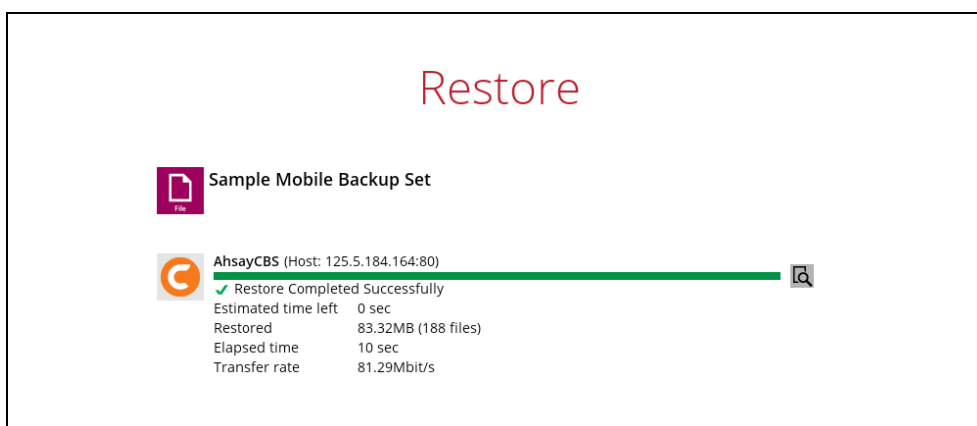 Restore
Sample Mobile Backup Set
File
AhsayCBS (Host: 125.5.184.164:80)
Restore Completed Successfully
Estimated time left 0 sec
Restored 83.32MB (188 files)
Elapsed time 10 sec
Transfer rate 81.29Mbit/s